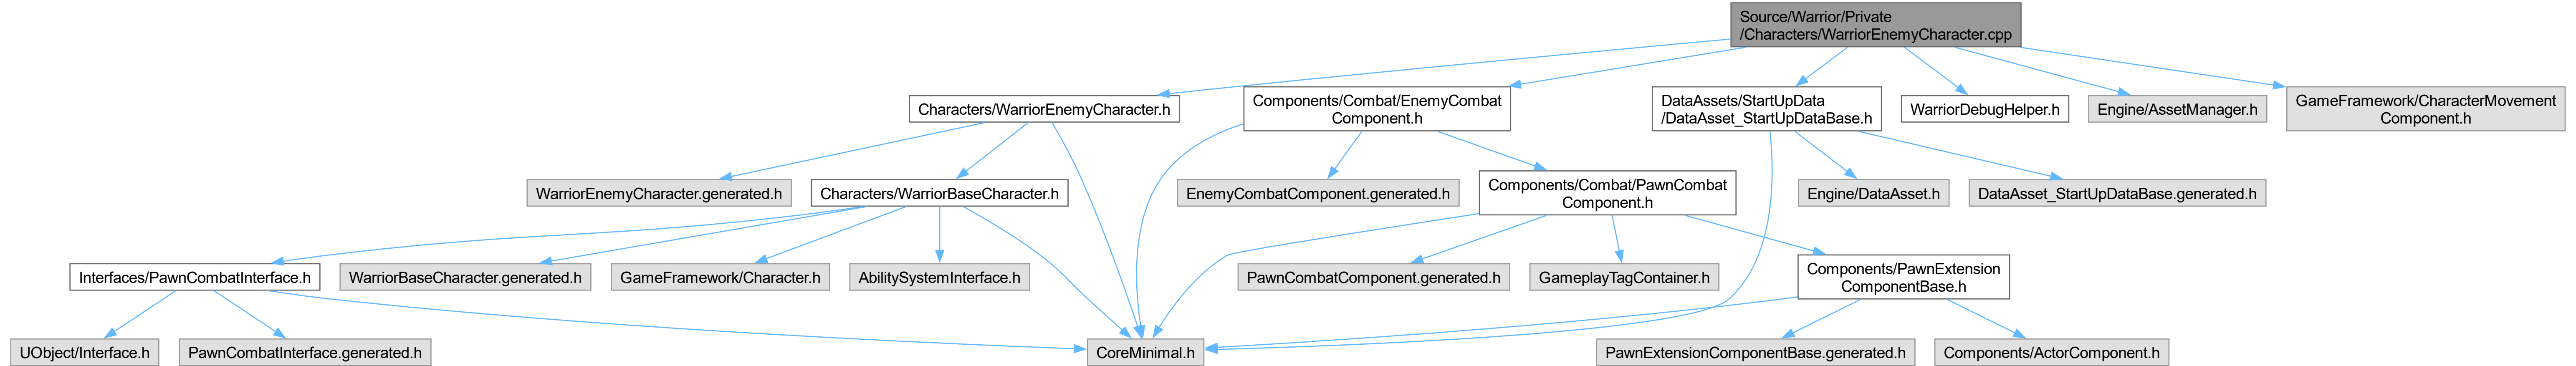 Source/Warrior/Private
/Characters/WarriorEnemyCharacter.cpp
Characters/WarriorEnemyCharacter.h
Components/Combat/EnemyCombat
Component.h
DataAssets/StartUpData
/DataAsset_StartUpDataBase.h
WarriorDebugHelper.h
Engine/AssetManager.h
GameFramework/CharacterMovement
Component.h
WarriorEnemyCharacter.generated.h
Characters/WarriorBaseCharacter.h
EnemyCombatComponent.generated.h
Components/Combat/PawnCombat
Component.h
Engine/DataAsset.h
DataAsset_StartUpDataBase.generated.h
Interfaces/PawnCombatInterface.h
WarriorBaseCharacter.generated.h
GameFramework/Character.h
AbilitySystemInterface.h
PawnCombatComponent.generated.h
GameplayTagContainer.h
Components/PawnExtension
ComponentBase.h
UObject/Interface.h
PawnCombatInterface.generated.h
CoreMinimal.h
PawnExtensionComponentBase.generated.h
Components/ActorComponent.h